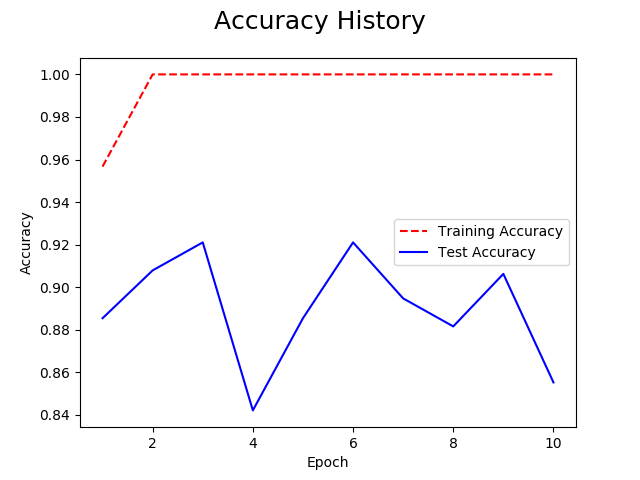 Accuracy History
1.00
0.98
0.96
0.94
0.92
0.90
0.88
0.86
0.84
Accuracy
Training Accuracy
Test Accuracy
2 4 6 8 10
Epoch